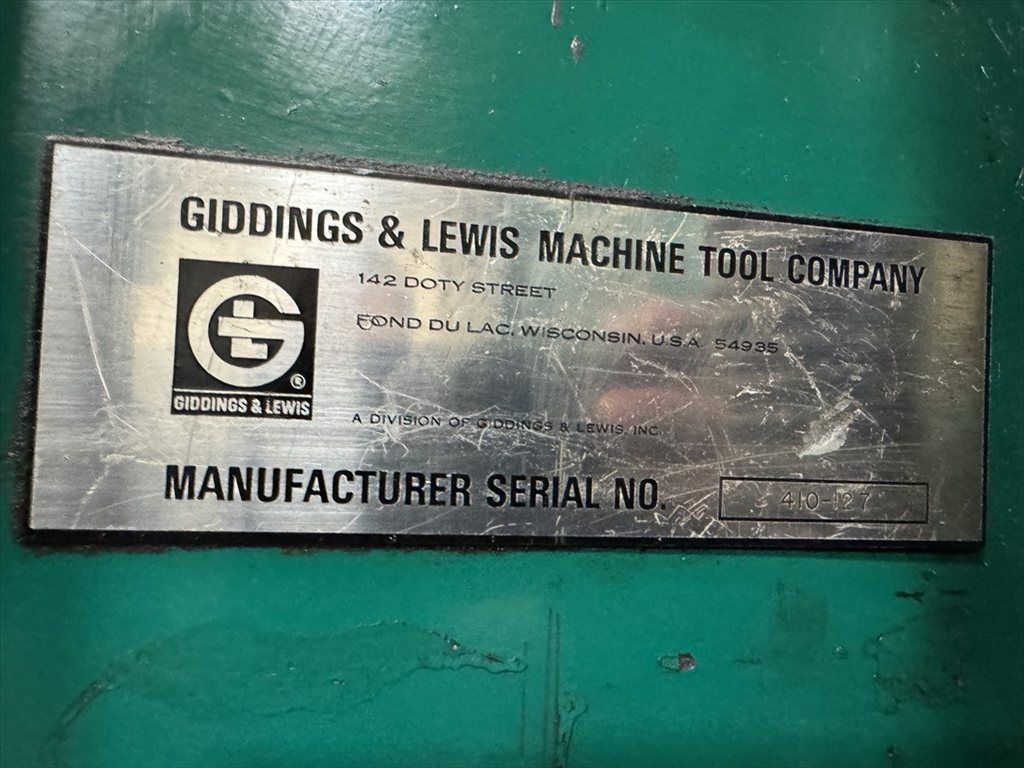 GIDDINGS & LEWIS MACHINE TOOL COMPANY
142 DOTY STREET
FOND DU LAC, WISCONSIN, U.S.A. 54935
G L ®
GIDDINGS & LEWIS
A DIVISION OF GIDDINGS & LEWIS, INC.
MANUFACTURER SERIAL NO. 410-127